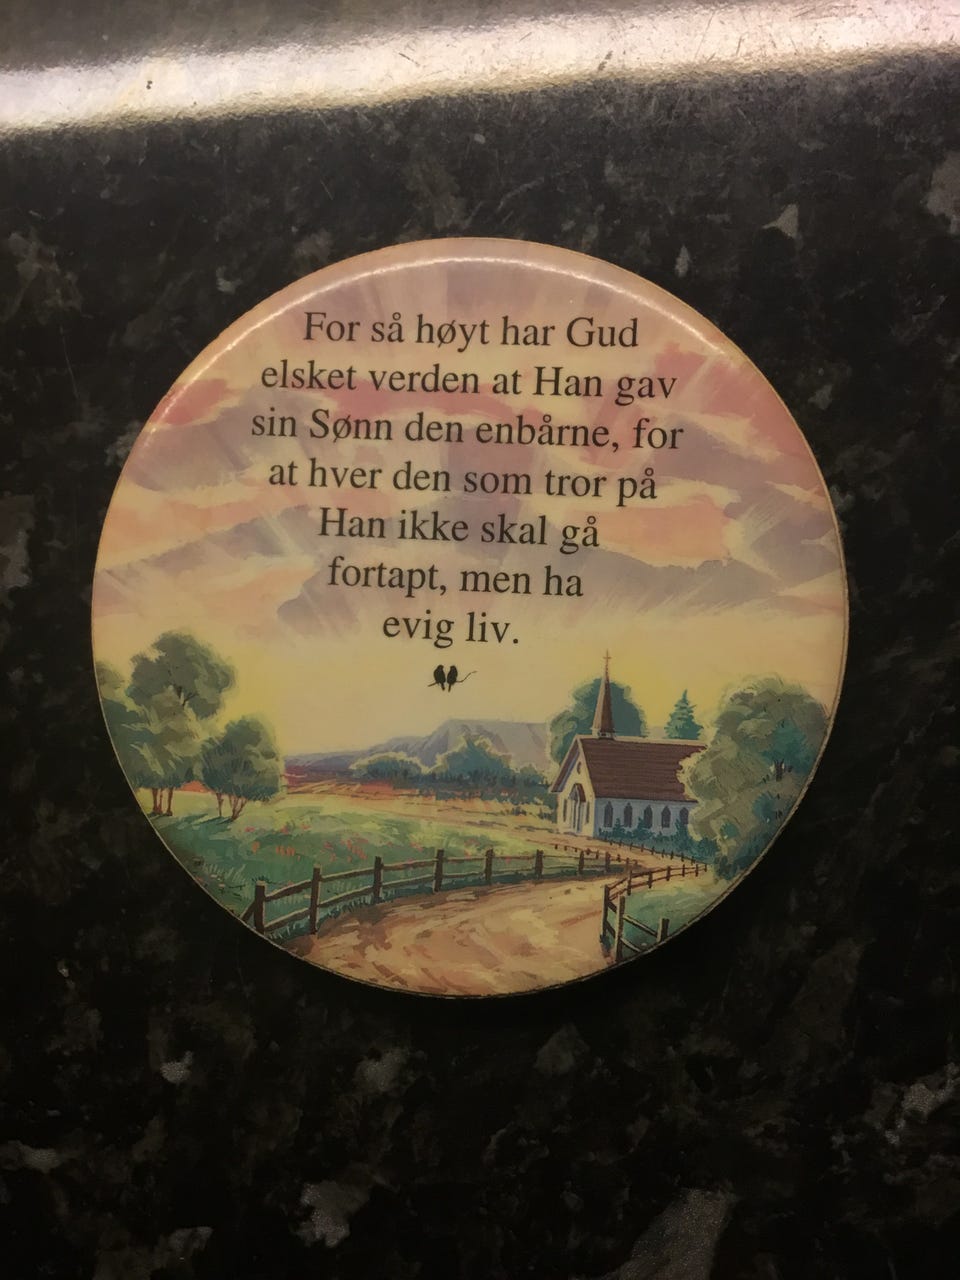 For så høyt har Gud
elsket verden at Han gav
sin Sønn den enbårne, for
at hver den som tror på
Han ikke skal gå
fortapt, men ha
evig liv.